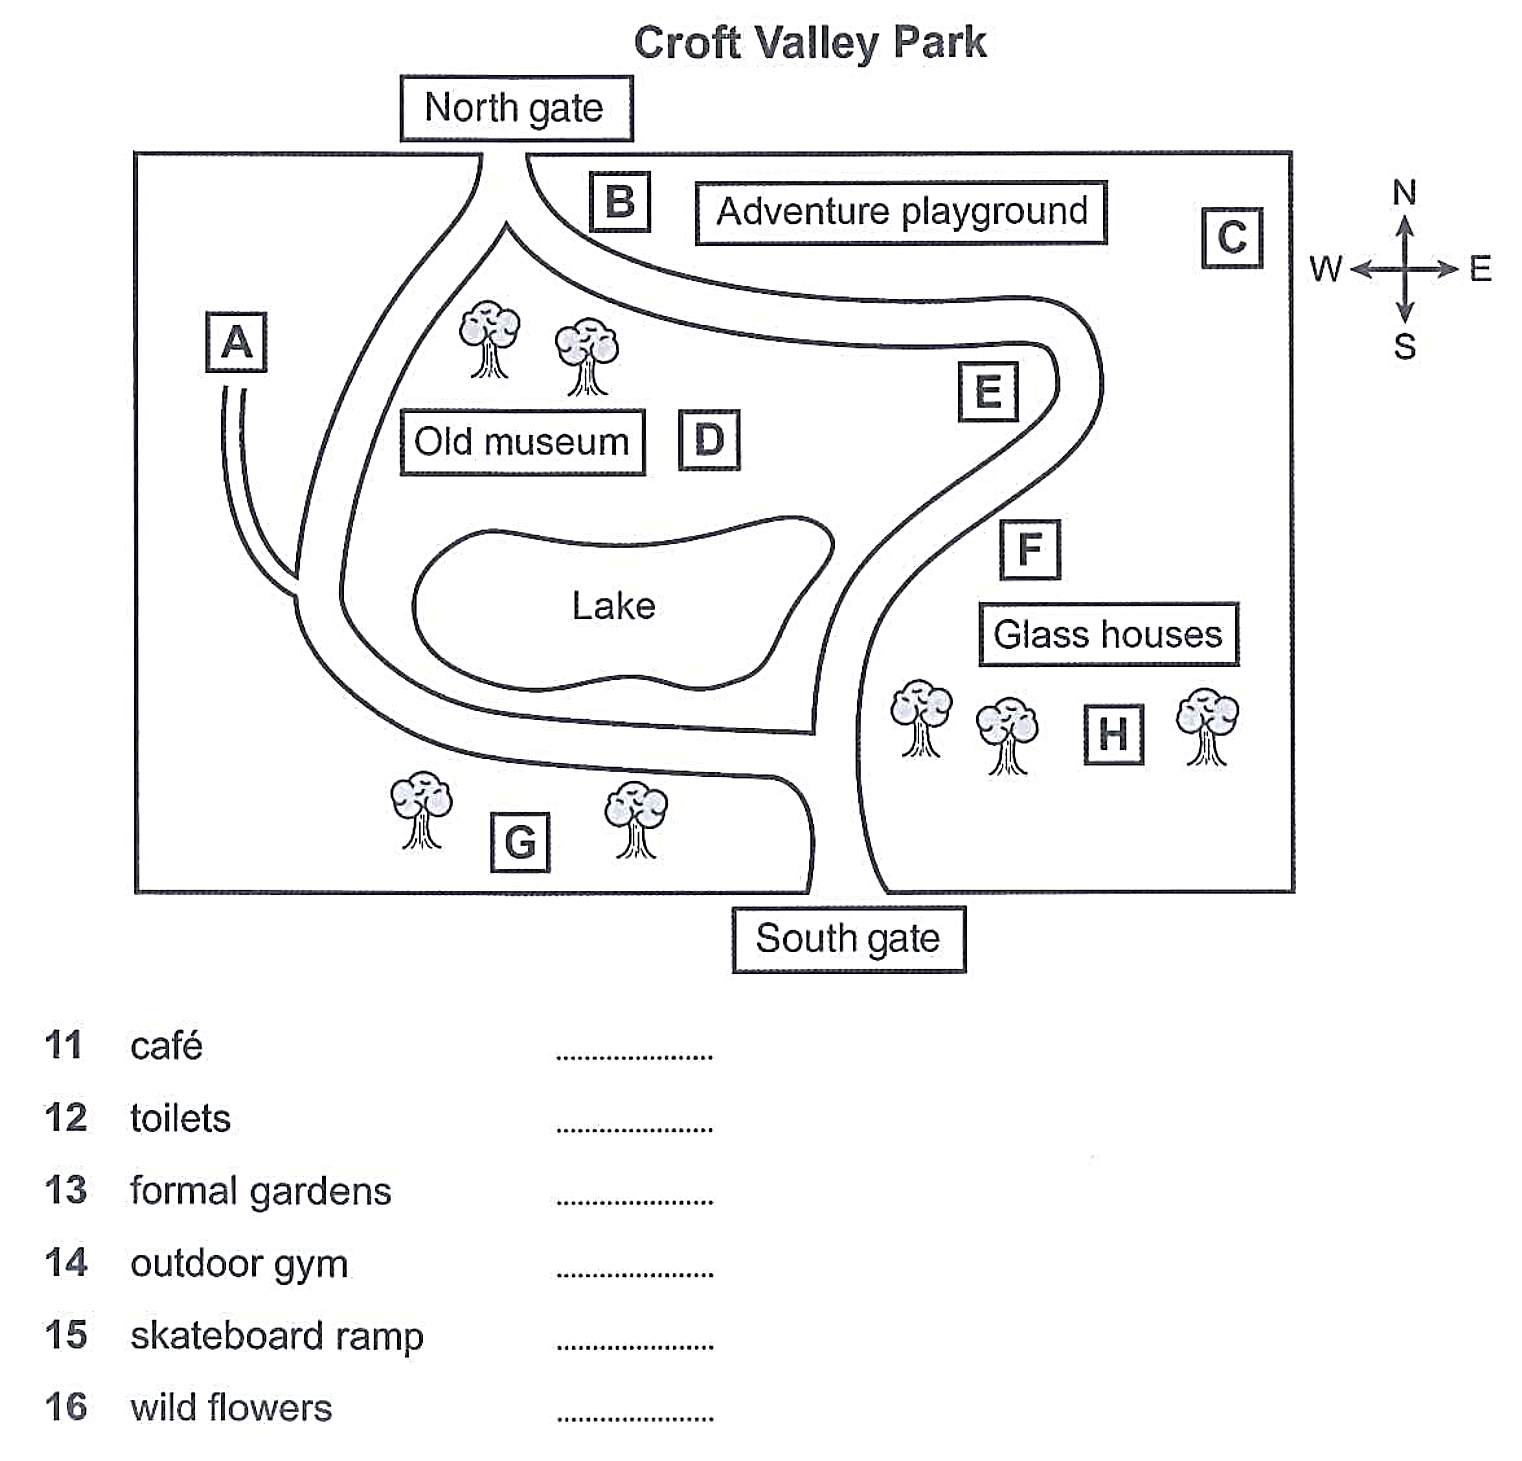 Croft Valley Park
North gate
B
Adventure playground
C
N
W E
S
A
E
Old museum
D
F
Lake
Glass houses
H
G
South gate
11 café ......................
12 toilets ......................
13 formal gardens ......................
14 outdoor gym ......................
15 skateboard ramp ......................
16 wild flowers ......................